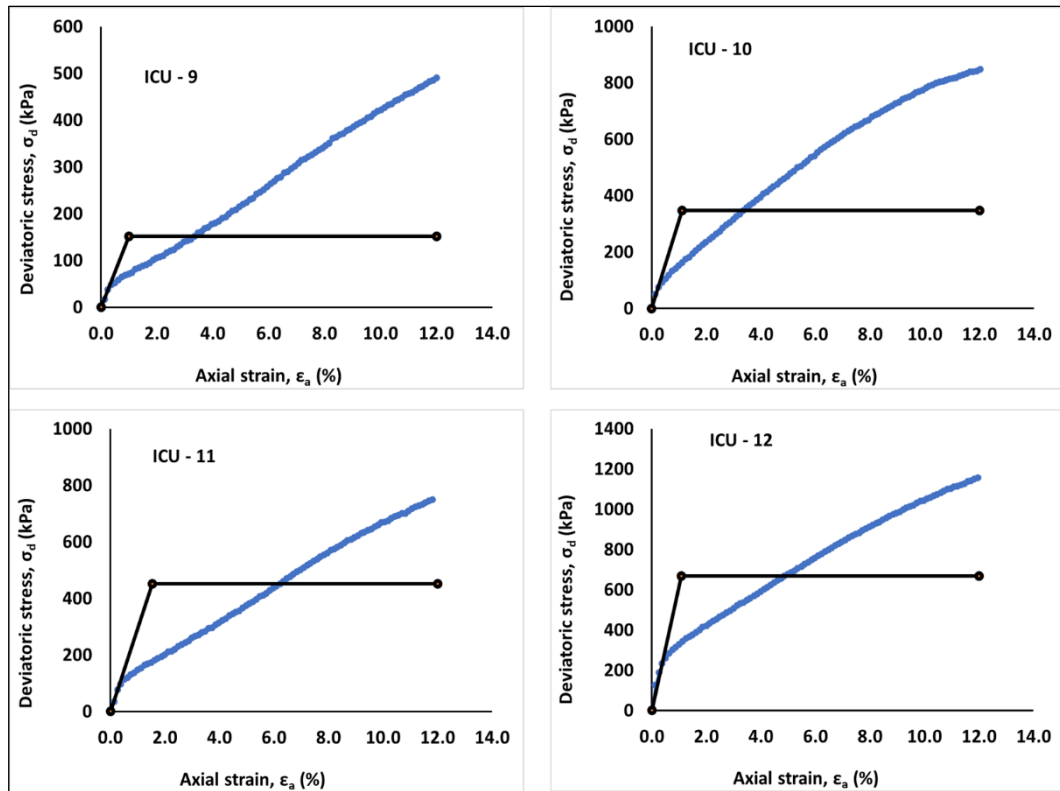 600
500
400
300
200
100
0
Deviatoric stress, σd (kPa)
ICU - 9
0.0 2.0 4.0 6.0 8.0 10.0 12.0 14.0
Axial strain, εa (%)
1000
800
600
400
200
0
Deviatoric stress, σd (kPa)
ICU - 10
0.0 2.0 4.0 6.0 8.0 10.0 12.0 14.0
Axial strain, εa (%)
1000
800
600
400
200
0
Deviatoric stress, σd (kPa)
ICU - 11
0.0 2.0 4.0 6.0 8.0 10.0 12.0 14.0
Axial strain, εa (%)
1400
1200
1000
800
600
400
200
0
Deviatoric stress, σd (kPa)
ICU - 12
0.0 2.0 4.0 6.0 8.0 10.0 12.0 14.0
Axial strain, εa (%)